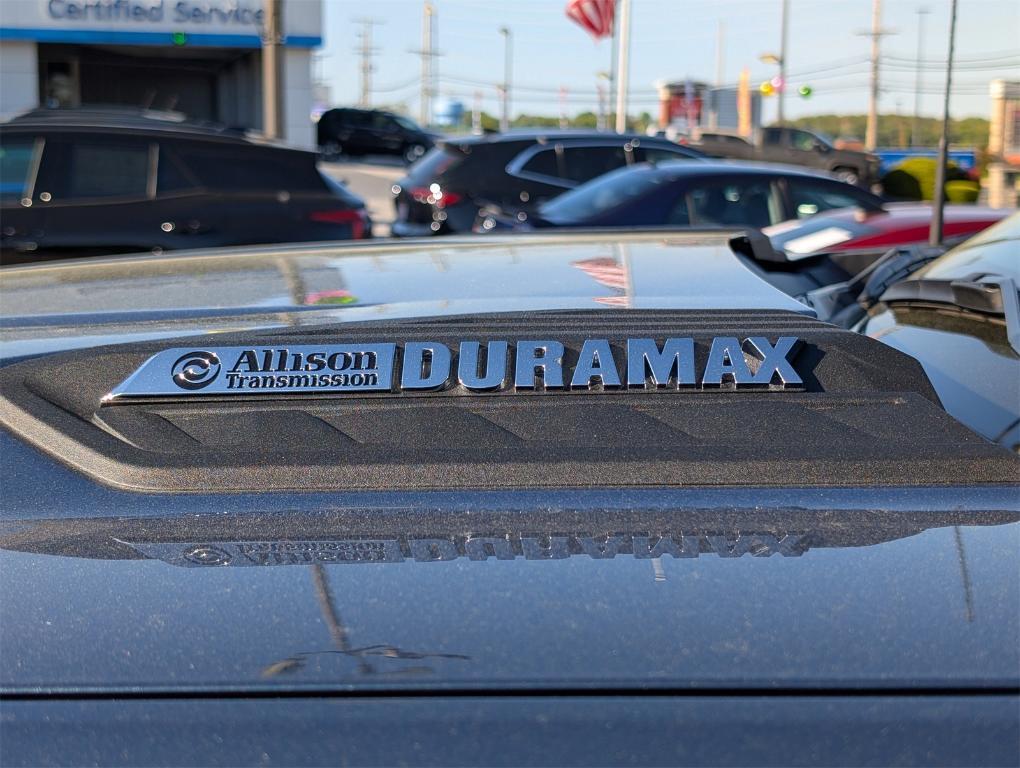 Certified Service
Allison DURAMAX
Transmission